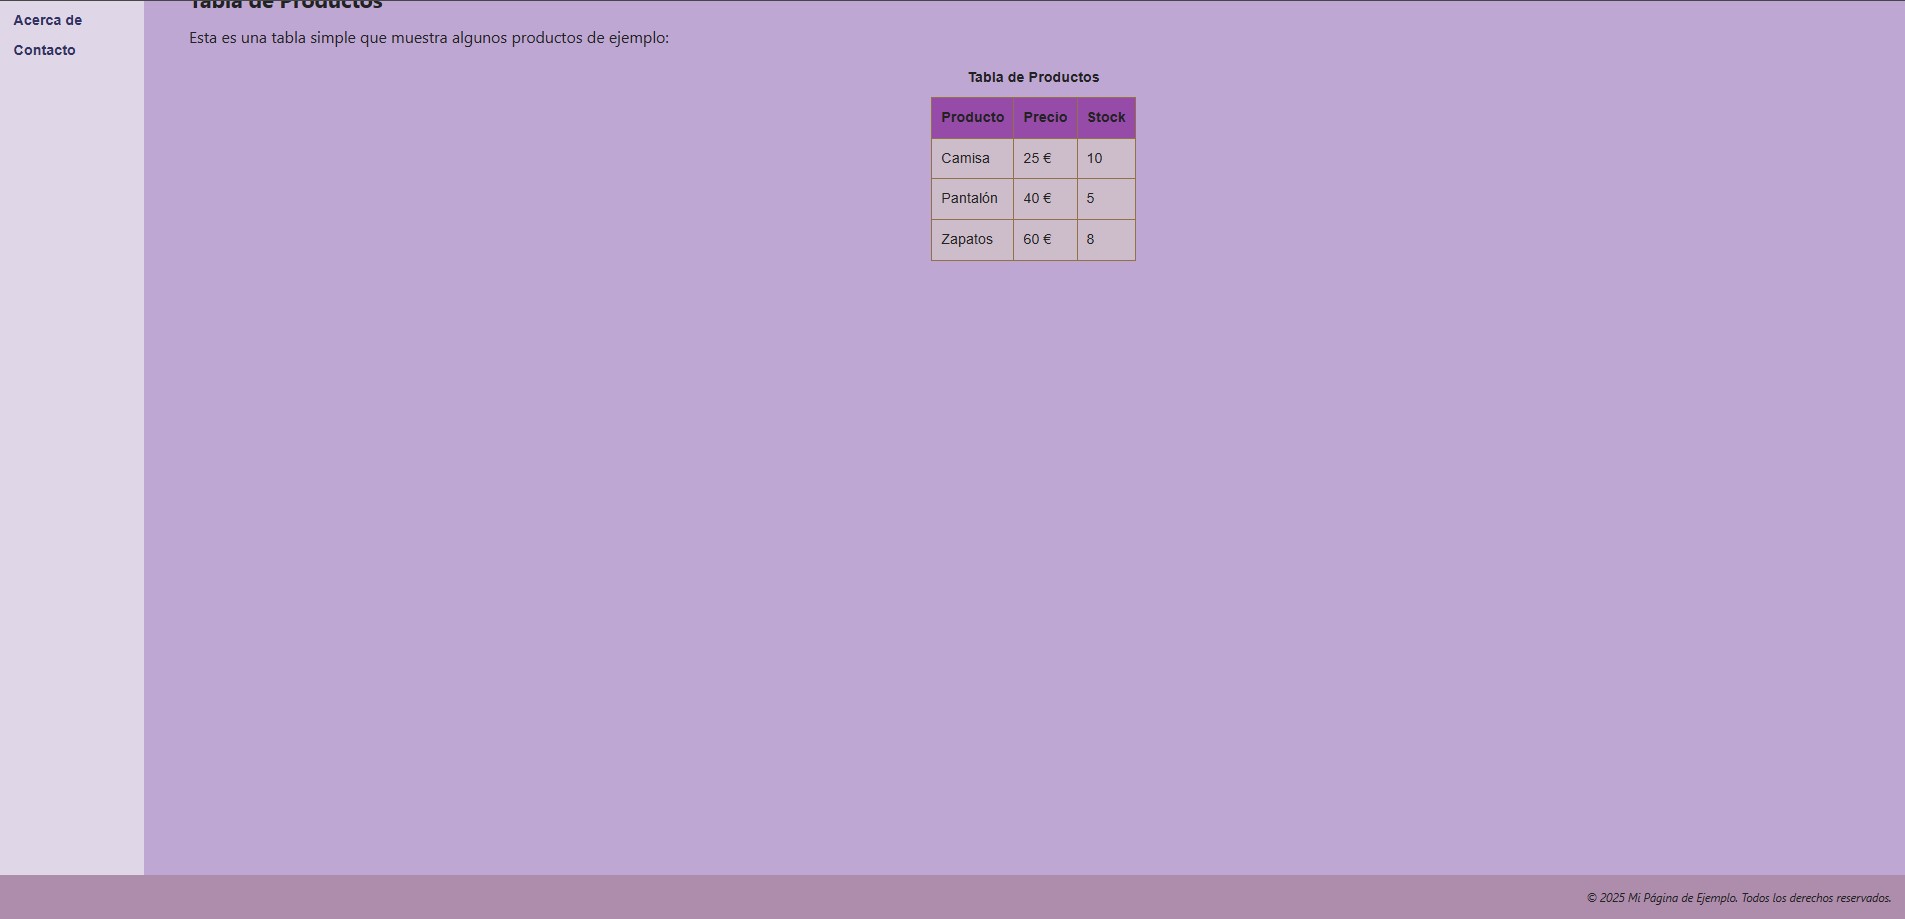 Tabla de Productos
Acerca de
Contacto
Esta es una tabla simple que muestra algunos productos de ejemplo:
Tabla de Productos
Producto Precio Stock
Camisa 25 € 10
Pantalón 40 € 5
Zapatos 60 € 8
© 2025 Mi Página de Ejemplo. Todos los derechos reservados.